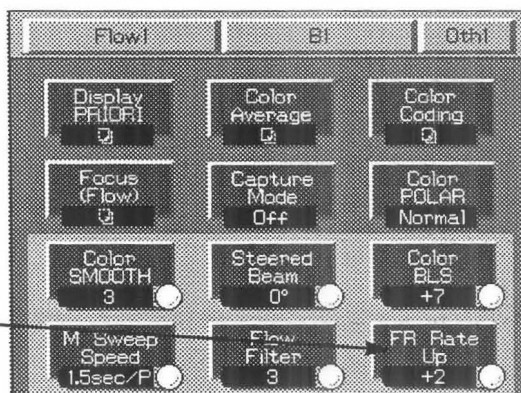 Flow1 B1 Oth1
Display PRIORI
Color Average
Color Coding
Focus (Flow)
Capture Mode Off
Color POLAR Normal
Color SMOOTH 3
Steered Beam 0°
Color BLS +7
M Sweep Speed 1.5sec/P
Flow Filter 3
FR Rate Up +2